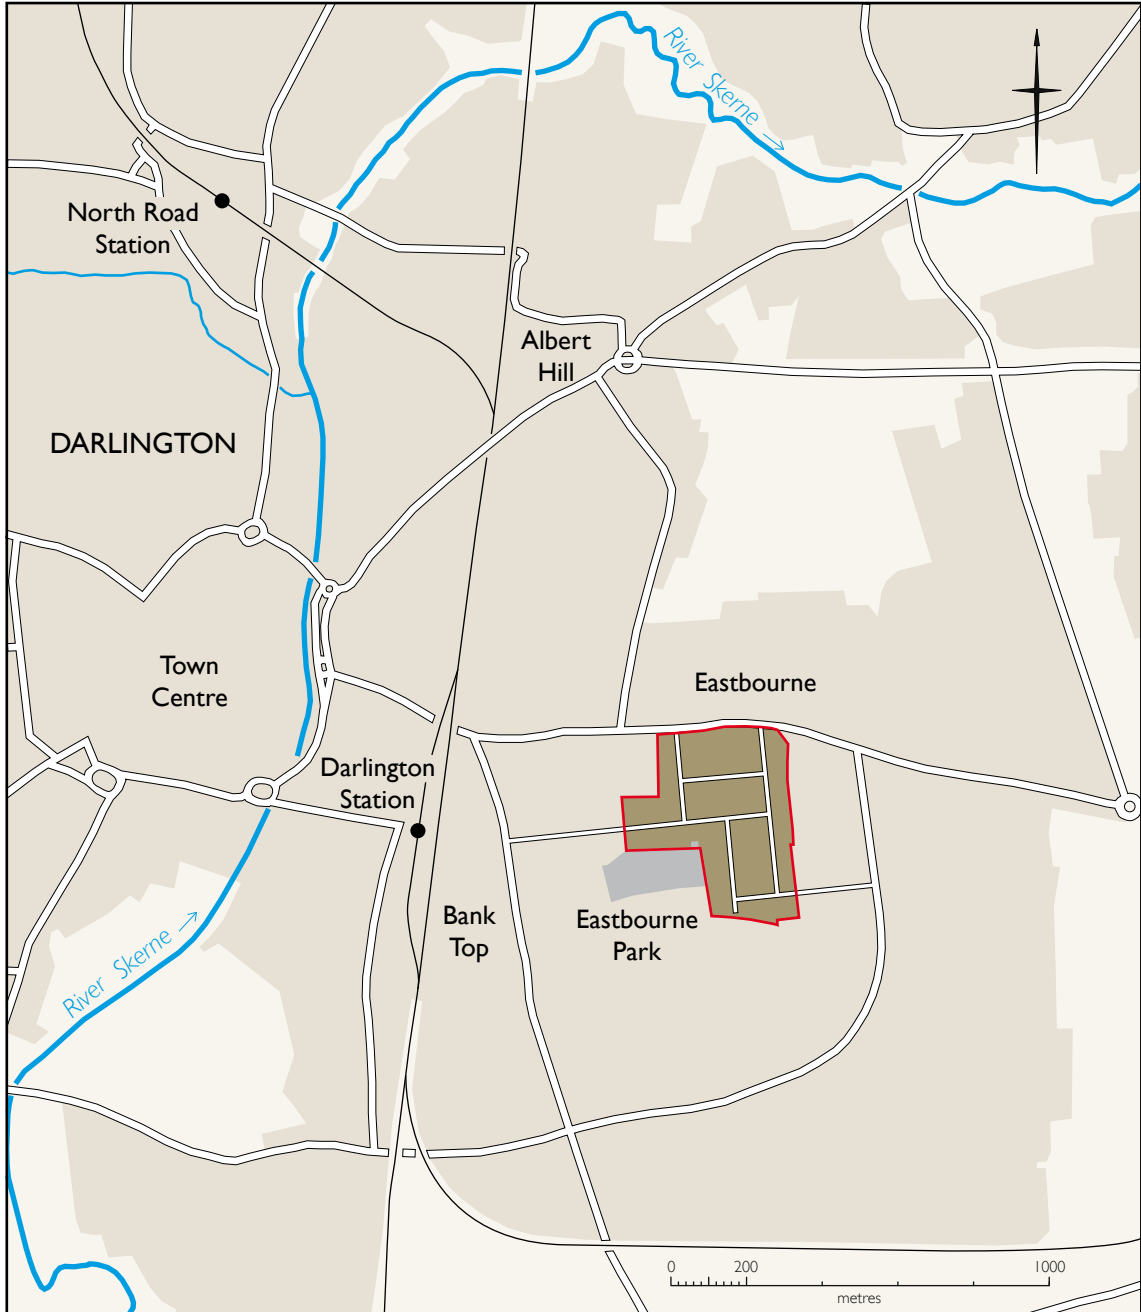 River Skerne →
North Road
Station
Albert
Hill
DARLINGTON
Town
Centre
Eastbourne
Darlington
Station
Bank
Top
Eastbourne
Park
River Skerne →
0 200 1000
metres